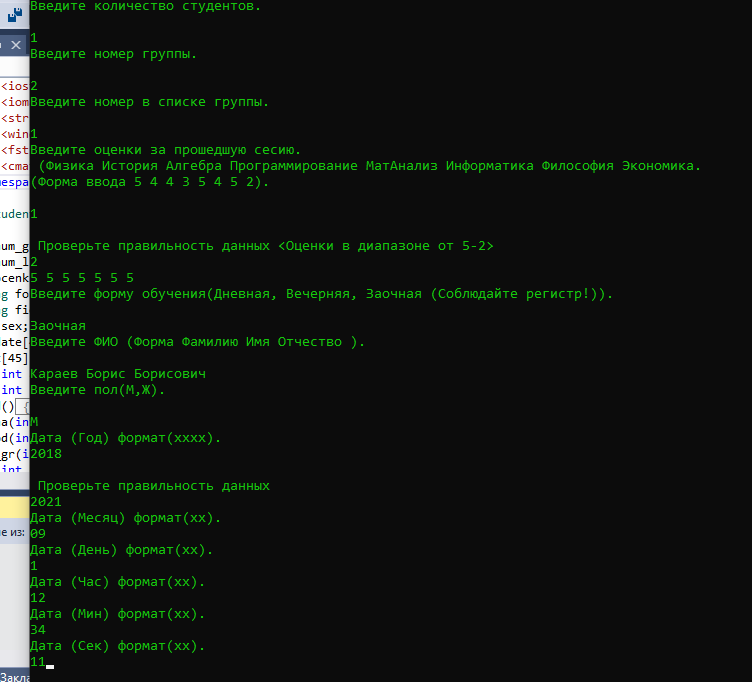 Введите количество студентов.
1
Введите номер группы.
<ios
2
<iom
Введите номер в списке группы.
<str
<win
1
<fst
Введите оценки за прошедшую сесию.
<cma
(Физика История Алгебра Программирование МатАнализ Информатика Философия Экономика.
espa
(Форма ввода 5 4 4 3 5 4 5 2).
uden
1
um_g
Проверьте правильность данных <Оценки в диапазоне от 5-2>
um_l
2
ocenk
5 5 5 5 5 5 5
g fo
Введите форму обучения(Дневная, Вечерняя, Заочная (Соблюдайте регистр!)).
g fi
sex;
Заочная
date[
Введите ФИО (Форма Фамилию Имя Отчество ).
[45]
int
Караев Борис Борисович
int
Введите пол(М,Ж).
() {
a(in
М
od(in
Дата (Год) формат(хххх).
_gr(i
2018
int
Проверьте правильность данных
2021
Дата (Месяц) формат(хх).
е из:
09
Дата (День) формат(хх).
1
Дата (Час) формат(хх).
12
Дата (Мин) формат(хх).
34
Дата (Сек) формат(хх).
11
Закла